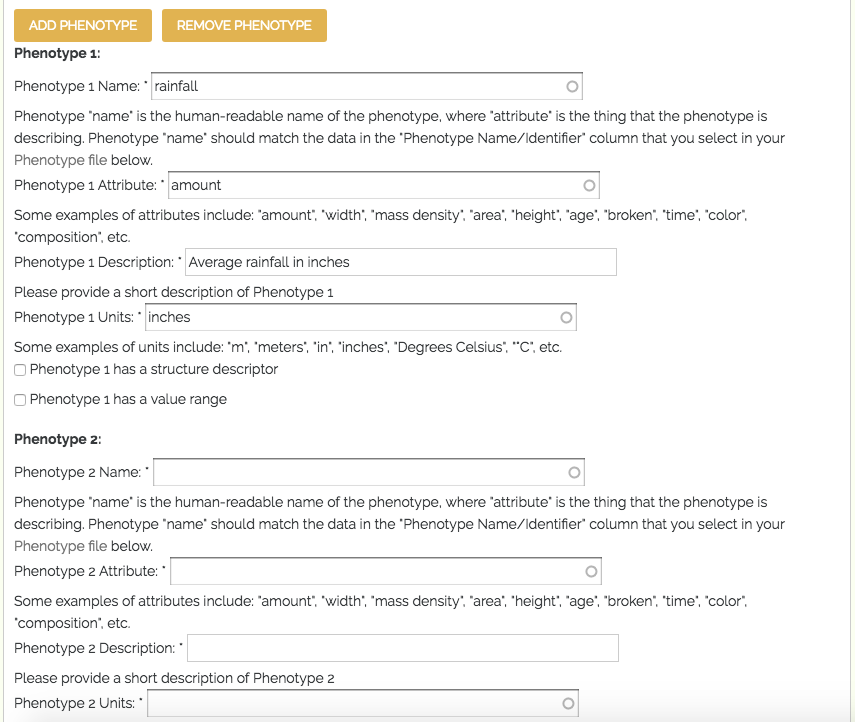 ADD PHENOTYPE REMOVE PHENOTYPE
Phenotype 1:
Phenotype 1 Name: * rainfall
Phenotype "name" is the human-readable name of the phenotype, where "attribute" is the thing that the phenotype is
describing. Phenotype "name" should match the data in the "Phenotype Name/Identifier" column that you select in your
Phenotype file below.
Phenotype 1 Attribute: * amount
Some examples of attributes include: "amount", "width", "mass density", "area", "height", "age", "broken", "time", "color",
"composition", etc.
Phenotype 1 Description: * Average rainfall in inches
Please provide a short description of Phenotype 1
Phenotype 1 Units: * inches
Some examples of units include: "m", "meters", "in", "inches", "Degrees Celsius", "°C", etc.
Phenotype 1 has a structure descriptor
Phenotype 1 has a value range
Phenotype 2:
Phenotype 2 Name: *
Phenotype "name" is the human-readable name of the phenotype, where "attribute" is the thing that the phenotype is
describing. Phenotype "name" should match the data in the "Phenotype Name/Identifier" column that you select in your
Phenotype file below.
Phenotype 2 Attribute: *
Some examples of attributes include: "amount", "width", "mass density", "area", "height", "age", "broken", "time", "color",
"composition", etc.
Phenotype 2 Description: *
Please provide a short description of Phenotype 2
Phenotype 2 Units: *